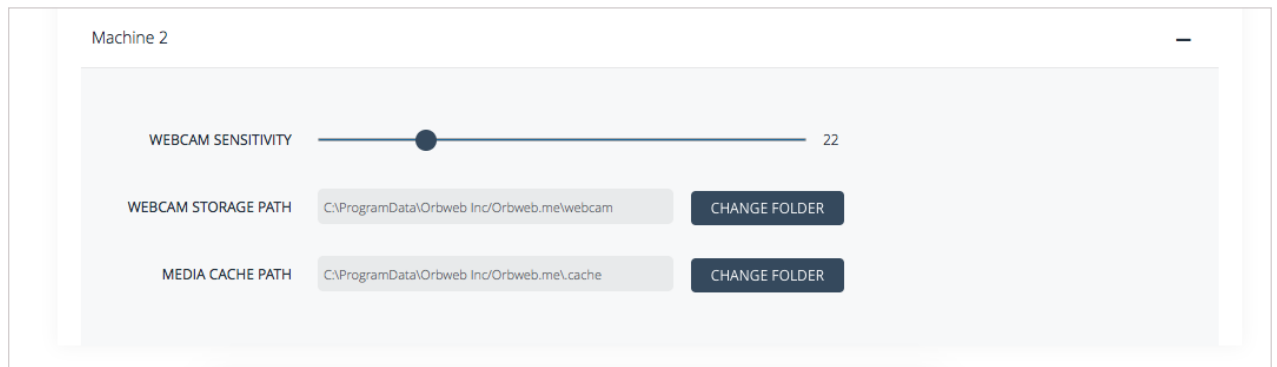 Machine 2
WEBCAM SENSITIVITY 22
WEBCAM STORAGE PATH C:\ProgramData\Orbweb Inc/Orbweb.me\webcam CHANGE FOLDER
MEDIA CACHE PATH C:\ProgramData\Orbweb Inc/Orbweb.me\.cache CHANGE FOLDER